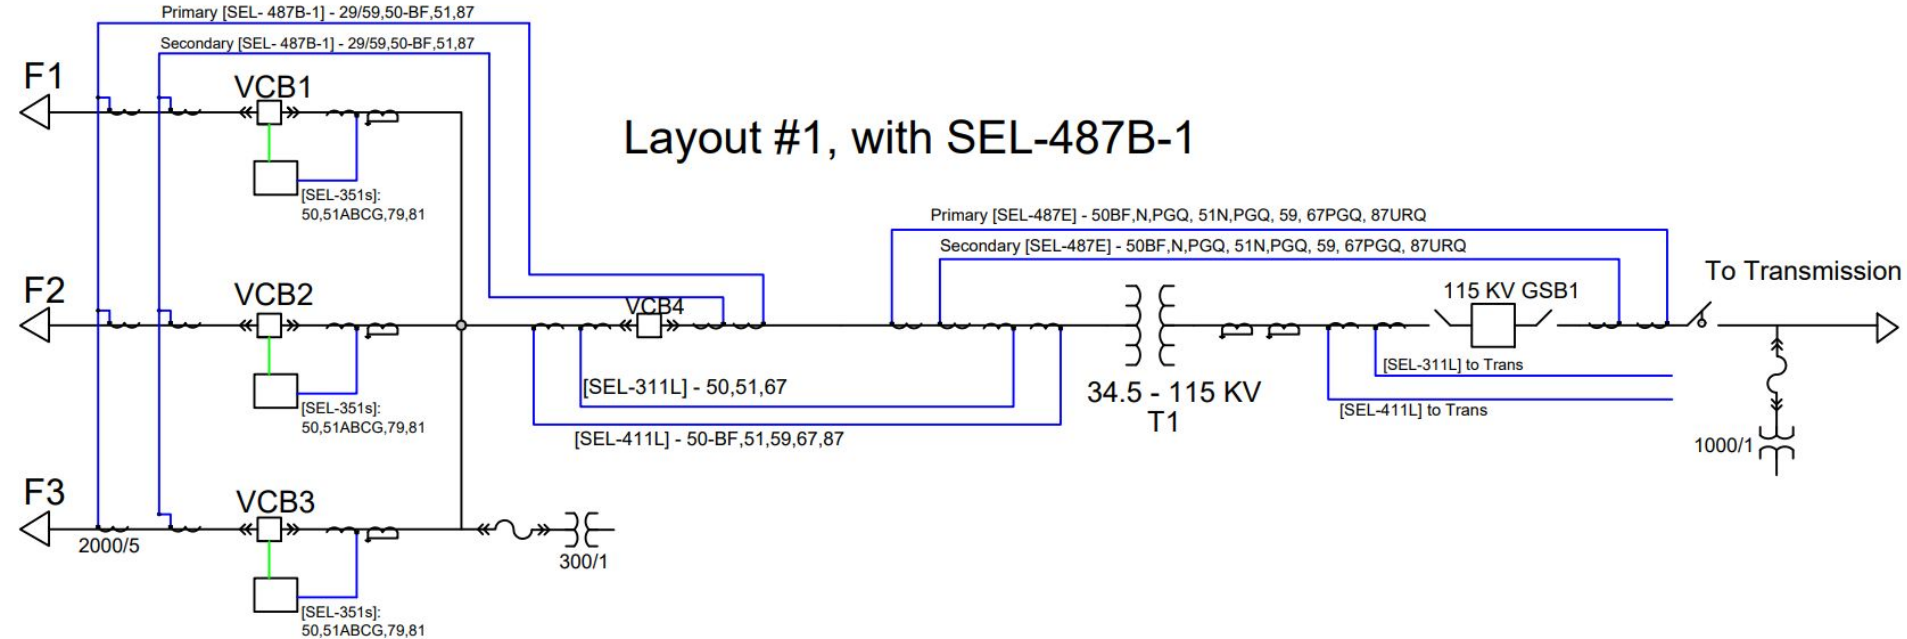 Primary [SEL- 487B-1] - 29/59,50-BF,51,87
Secondary [SEL- 487B-1] - 29/59,50-BF,51,87
F1
VCB1
[SEL-351s]:
50,51ABCG,79,81
Layout #1, with SEL-487B-1
Primary [SEL-487E] - 50BF,N,PGQ, 51N,PGQ, 59, 67PGQ, 87URQ
Secondary [SEL-487E] - 50BF,N,PGQ, 51N,PGQ, 59, 67PGQ, 87URQ
To Transmission
F2
VCB2
VCB4
115 KV GSB1
[SEL-311L] to Trans
[SEL-411L] to Trans
[SEL-311L] - 50,51,67
[SEL-411L] - 50-BF,51,59,67,87
34.5 - 115 KV
T1
[SEL-351s]:
50,51ABCG,79,81
1000/1
F3
VCB3
2000/5
300/1
[SEL-351s]:
50,51ABCG,79,81